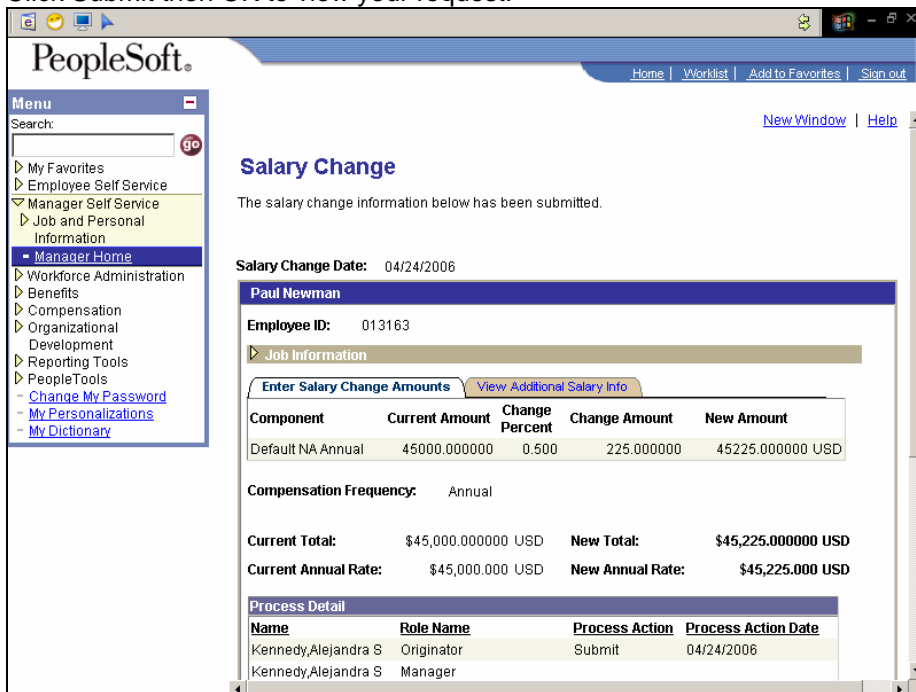 Click Submit then OK to view your request.
PeopleSoft®
Home | Worklist | Add to Favorites | Sign out
New Window | Help
Menu
Search:
go
My Favorites
Employee Self Service
Manager Self Service
Job and Personal
Information
Manager Home
Workforce Administration
Benefits
Compensation
Organizational
Development
Reporting Tools
PeopleTools
Change My Password
My Personalizations
My Dictionary
Salary Change
The salary change information below has been submitted.
Salary Change Date: 04/24/2006
Paul Newman
Employee ID: 013163
Job Information
Enter Salary Change Amounts View Additional Salary Info
Component Current Amount Change Percent Change Amount New Amount
Default NA Annual 45000.000000 0.500 225.000000 45225.000000 USD
Compensation Frequency: Annual
Current Total: $45,000.000000 USD New Total: $45,225.000000 USD
Current Annual Rate: $45,000.000 USD New Annual Rate: $45,225.000 USD
Process Detail
Name Role Name Process Action Process Action Date
Kennedy,Alejandra S Originator Submit 04/24/2006
Kennedy,Alejandra S Manager